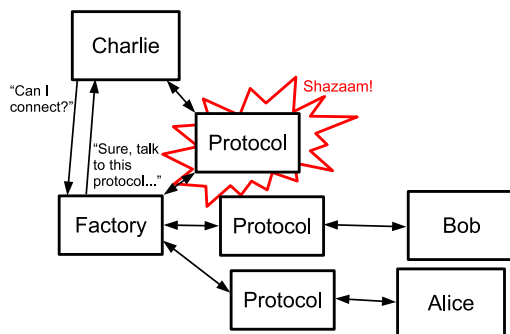 Charlie
Shazaam!
“Can I
connect?”
Protocol
“Sure, talk
to this
protocol...”
Factory
Protocol
Bob
Protocol
Alice